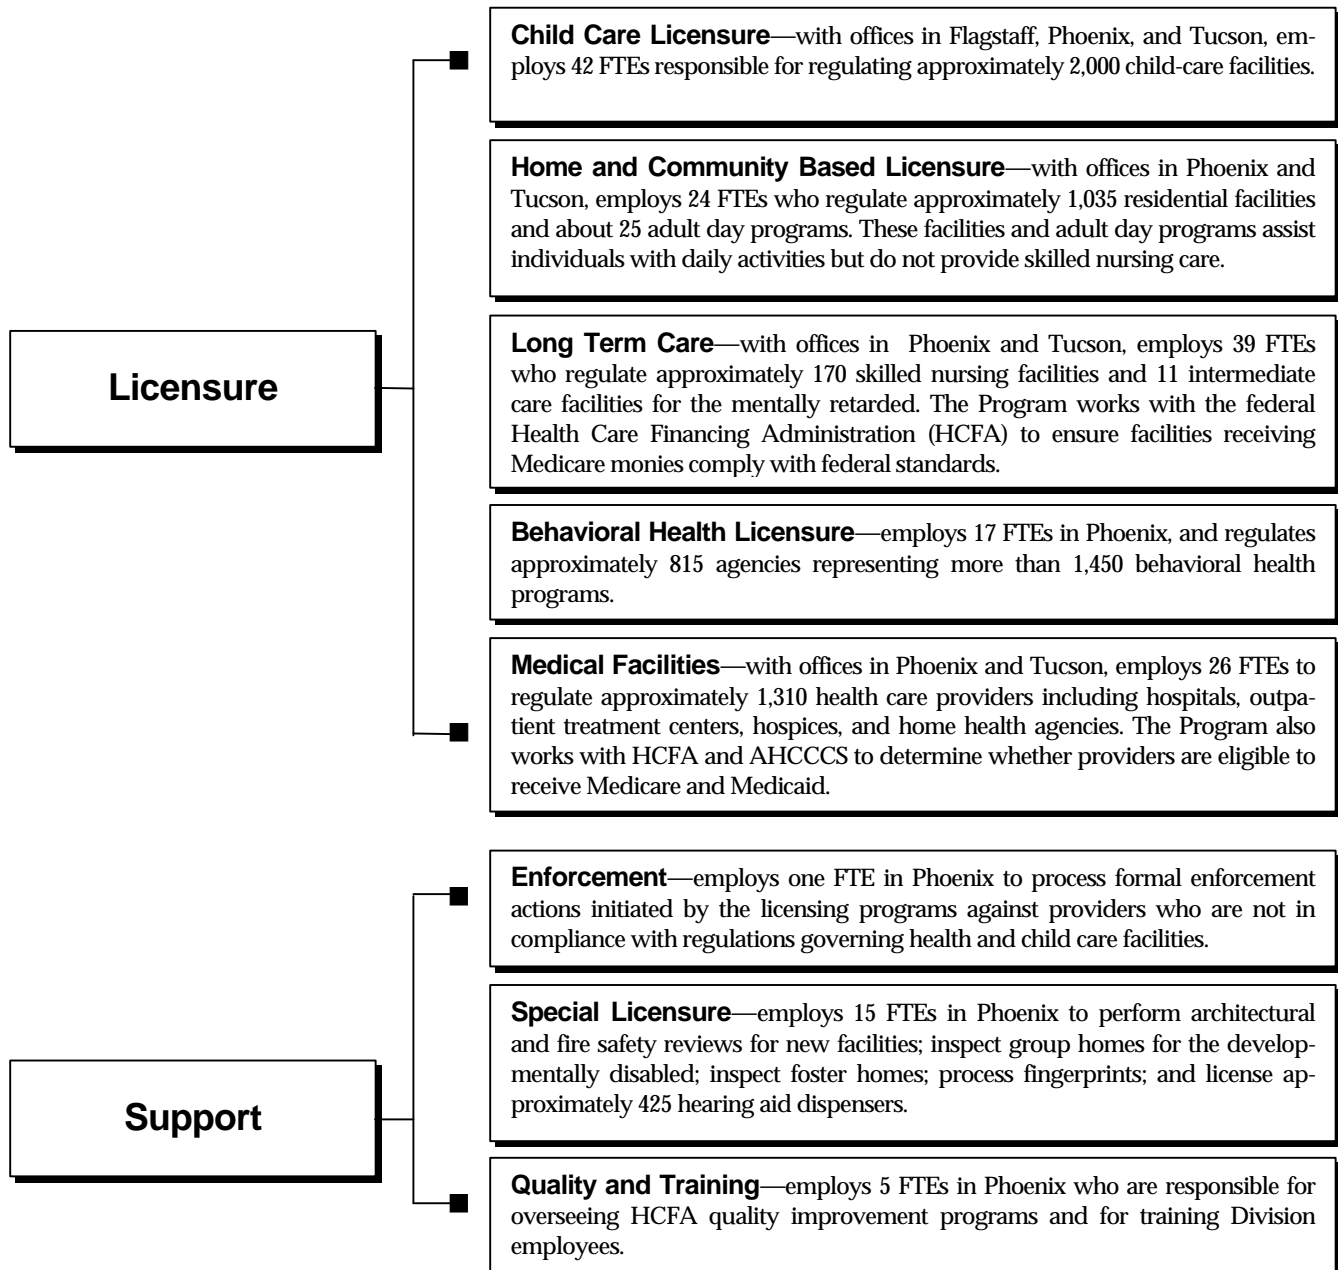 Child Care Licensure—with offices in Flagstaff, Phoenix, and Tucson, em-
ploys 42 FTEs responsible for regulating approximately 2,000 child-care facilities.
Home and Community Based Licensure—with offices in Phoenix and
Tucson, employs 24 FTEs who regulate approximately 1,035 residential facilities
and about 25 adult day programs. These facilities and adult day programs assist
individuals with daily activities but do not provide skilled nursing care.
Licensure
Long Term Care—with offices in Phoenix and Tucson, employs 39 FTEs
who regulate approximately 170 skilled nursing facilities and 11 intermediate
care facilities for the mentally retarded. The Program works with the federal
Health Care Financing Administration (HCFA) to ensure facilities receiving
Medicare monies comply with federal standards.
Behavioral Health Licensure—employs 17 FTEs in Phoenix, and regulates
approximately 815 agencies representing more than 1,450 behavioral health
programs.
Medical Facilities—with offices in Phoenix and Tucson, employs 26 FTEs to
regulate approximately 1,310 health care providers including hospitals, outpa-
tient treatment centers, hospices, and home health agencies. The Program also
works with HCFA and AHCCCS to determine whether providers are eligible to
receive Medicare and Medicaid.
Enforcement—employs one FTE in Phoenix to process formal enforcement
actions initiated by the licensing programs against providers who are not in
compliance with regulations governing health and child care facilities.
Support
Special Licensure—employs 15 FTEs in Phoenix to perform architectural
and fire safety reviews for new facilities; inspect group homes for the develop-
mentally disabled; inspect foster homes; process fingerprints; and license ap-
proximately 425 hearing aid dispensers.
Quality and Training—employs 5 FTEs in Phoenix who are responsible for
overseeing HCFA quality improvement programs and for training Division
employees.